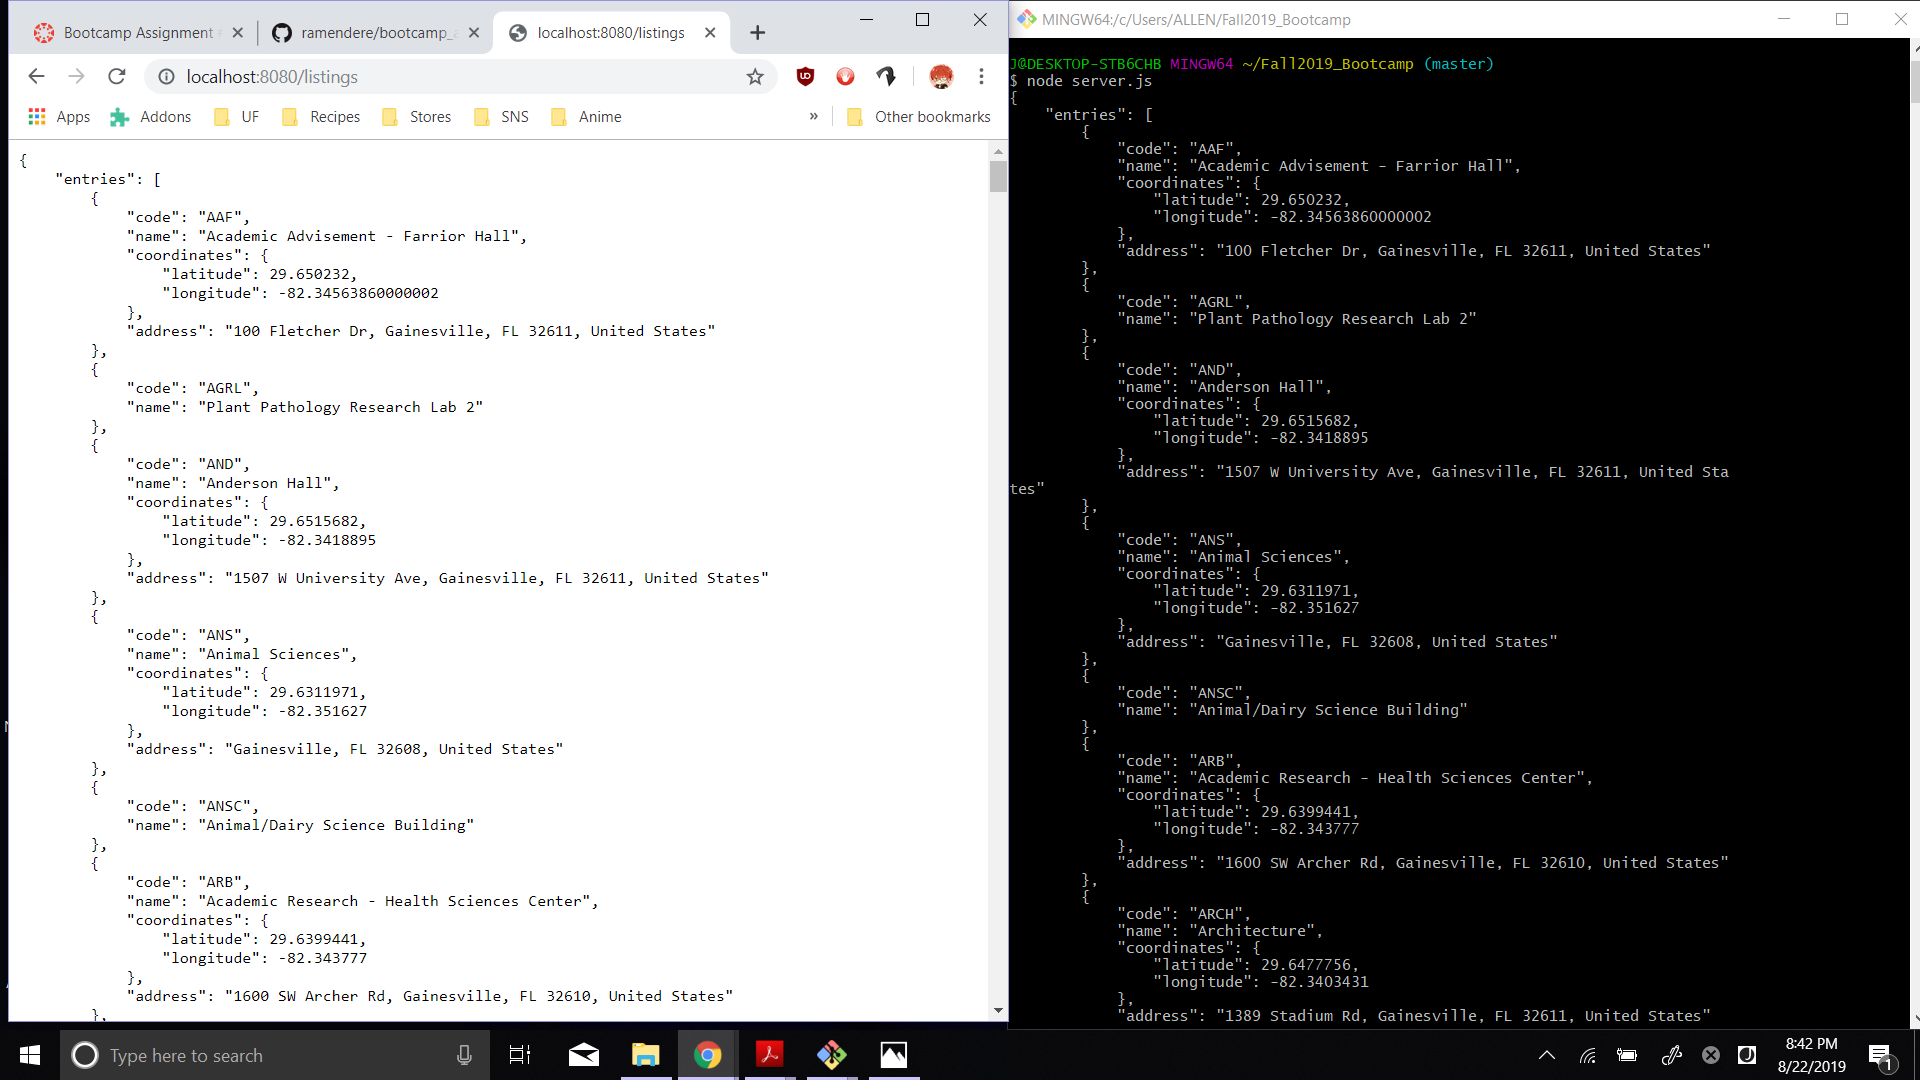 Bootcamp Assignment
ramendere/bootcamp_
localhost:8080/listings
localhost:8080/listings
Apps
Addons
UF
Recipes
Stores
SNS
Anime
»
Other bookmarks
{
    "entries": [
        {
            "code": "AAF",
            "name": "Academic Advisement - Farrior Hall",
            "coordinates": {
                "latitude": 29.650232,
                "longitude": -82.34563860000002
            },
            "address": "100 Fletcher Dr, Gainesville, FL 32611, United States"
        },
        {
            "code": "AGRL",
            "name": "Plant Pathology Research Lab 2"
        },
        {
            "code": "AND",
            "name": "Anderson Hall",
            "coordinates": {
                "latitude": 29.6515682,
                "longitude": -82.3418895
            },
            "address": "1507 W University Ave, Gainesville, FL 32611, United States"
        },
        {
            "code": "ANS",
            "name": "Animal Sciences",
            "coordinates": {
                "latitude": 29.6311971,
                "longitude": -82.351627
            },
            "address": "Gainesville, FL 32608, United States"
        },
        {
            "code": "ANSC",
            "name": "Animal/Dairy Science Building"
        },
        {
            "code": "ARB",
            "name": "Academic Research - Health Sciences Center",
            "coordinates": {
                "latitude": 29.6399441,
                "longitude": -82.343777
            },
            "address": "1600 SW Archer Rd, Gainesville, FL 32610, United States"
        },
MINGW64:/c/Users/ALLEN/Fall2019_Bootcamp
J@DESKTOP-STB6CHB MINGW64 ~/Fall2019_Bootcamp (master)
$ node server.js
{
    "entries": [
        {
            "code": "AAF",
            "name": "Academic Advisement - Farrior Hall",
            "coordinates": {
                "latitude": 29.650232,
                "longitude": -82.34563860000002
            },
            "address": "100 Fletcher Dr, Gainesville, FL 32611, United States"
        },
        {
            "code": "AGRL",
            "name": "Plant Pathology Research Lab 2"
        },
        {
            "code": "AND",
            "name": "Anderson Hall",
            "coordinates": {
                "latitude": 29.6515682,
                "longitude": -82.3418895
            },
            "address": "1507 W University Ave, Gainesville, FL 32611, United Sta
tes"
        },
        {
            "code": "ANS",
            "name": "Animal Sciences",
            "coordinates": {
                "latitude": 29.6311971,
                "longitude": -82.351627
            },
            "address": "Gainesville, FL 32608, United States"
        },
        {
            "code": "ANSC",
            "name": "Animal/Dairy Science Building"
        },
        {
            "code": "ARB",
            "name": "Academic Research - Health Sciences Center",
            "coordinates": {
                "latitude": 29.6399441,
                "longitude": -82.343777
            },
            "address": "1600 SW Archer Rd, Gainesville, FL 32610, United States"
        },
        {
            "code": "ARCH",
            "name": "Architecture",
            "coordinates": {
                "latitude": 29.6477756,
                "longitude": -82.3403431
            },
            "address": "1389 Stadium Rd, Gainesville, FL 32611, United States"
Type here to search
8:42 PM
8/22/2019
1